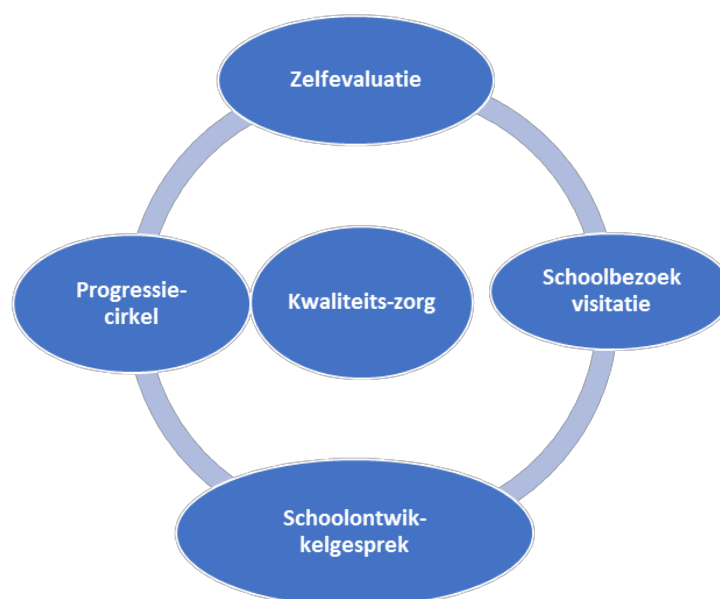 Zelfevaluatie
Progressie-
cirkel
Kwaliteits-zorg
Schoolbezoek
visitatie
Schoolontwik-
kelgesprek